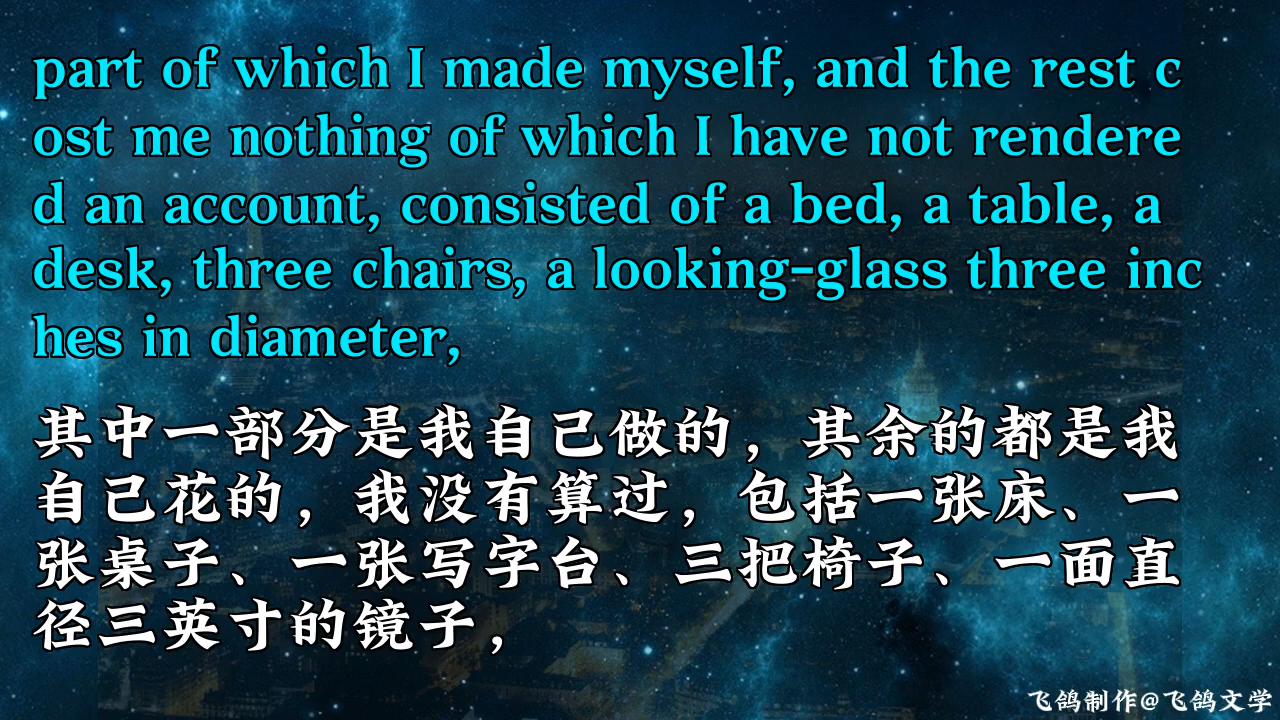 part of which I made myself, and the rest c
ost me nothing of which I have not rendere
d an account, consisted of a bed, a table, a
desk, three chairs, a looking-glass three inc
hes in diameter,
其中一部分是我自己做的，其余的都是我
自己花的，我没有算过，包括一张床、一
张桌子、一张写字台、三把椅子、一面直
径三英寸的镜子，
飞鸽制作@飞鸽文学